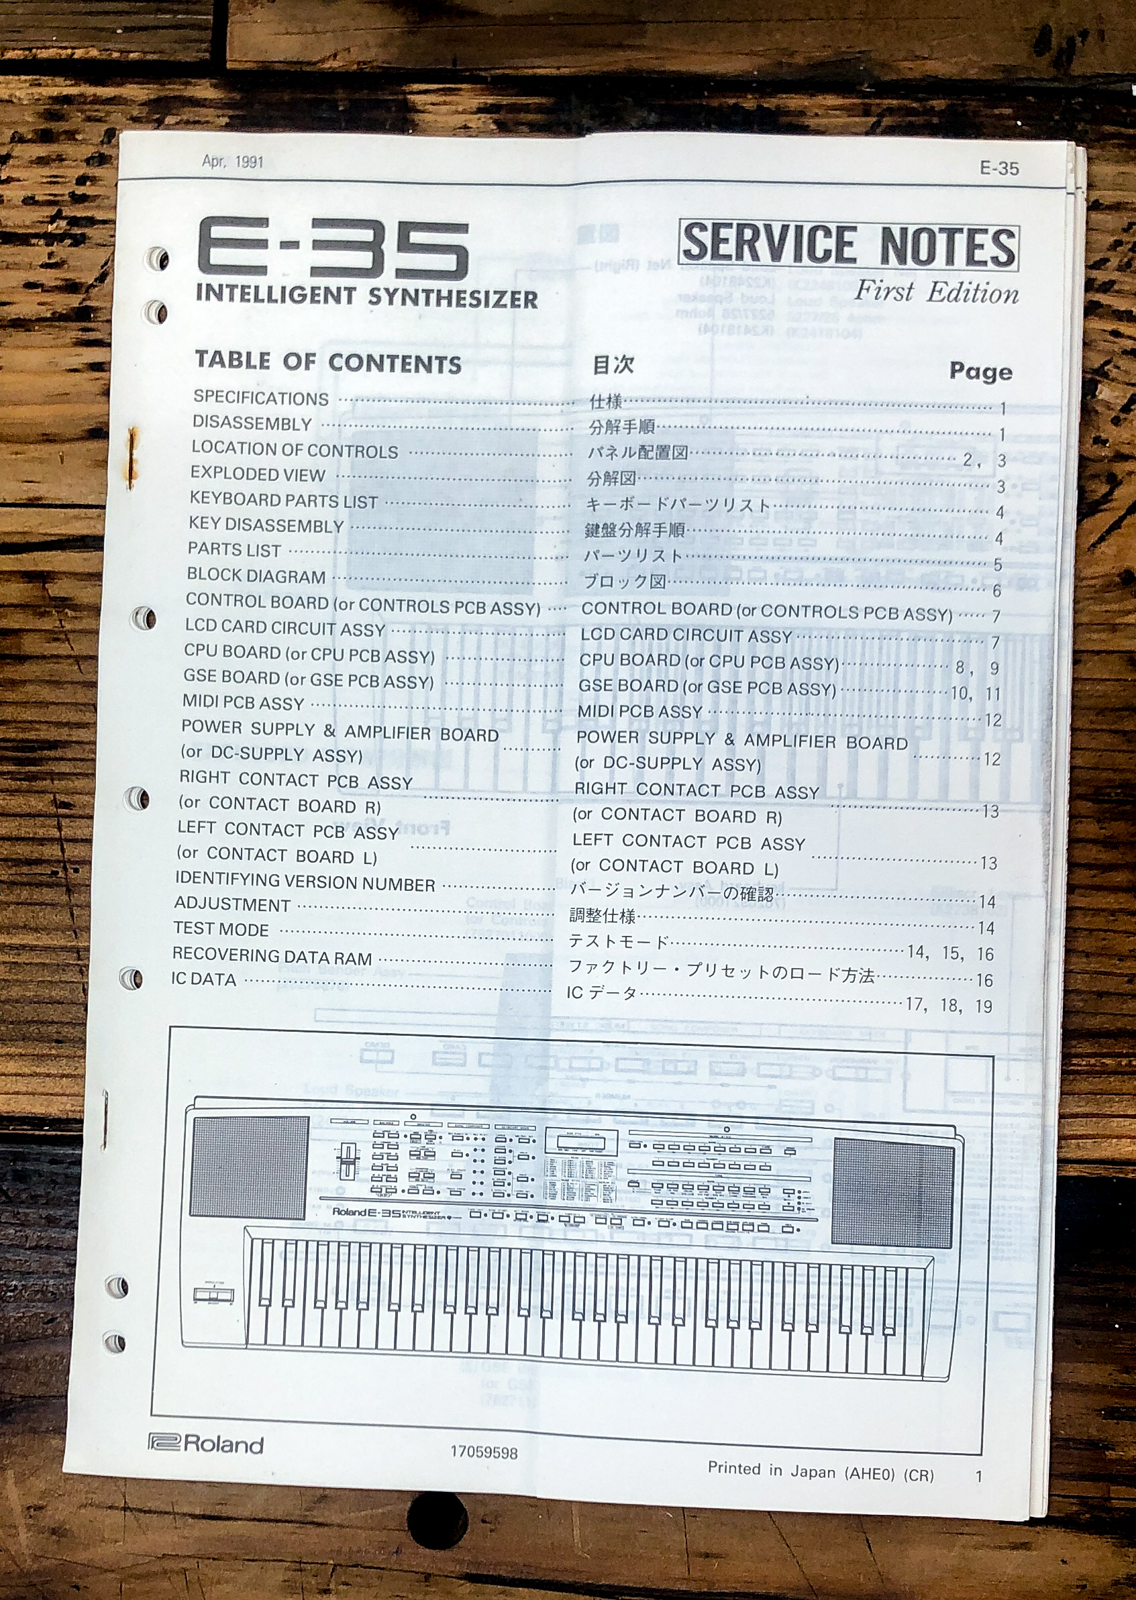 Apr, 1991
E-35
E-35
INTELLIGENT SYNTHESIZER
SERVICE NOTES
First Edition
TABLE OF CONTENTS 目次 Page
SPECIFICATIONS 仕様 1
DISASSEMBLY 分解手順 1
LOCATION OF CONTROLS パネル配置図 2, 3
EXPLODED VIEW 分解図 3
KEYBOARD PARTS LIST キーボードパーツリスト 4
KEY DISASSEMBLY 鍵盤分解手順 4
PARTS LIST パーツリスト 5
BLOCK DIAGRAM ブロック図 6
CONTROL BOARD (or CONTROLS PCB ASSY) CONTROL BOARD (or CONTROLS PCB ASSY) 7
LCD CARD CIRCUIT ASSY LCD CARD CIRCUIT ASSY 7
CPU BOARD (or CPU PCB ASSY) CPU BOARD (or CPU PCB ASSY) 8, 9
GSE BOARD (or GSE PCB ASSY) GSE BOARD (or GSE PCB ASSY) 10, 11
MIDI PCB ASSY MIDI PCB ASSY 12
POWER SUPPLY & AMPLIFIER BOARD POWER SUPPLY & AMPLIFIER BOARD
(or DC-SUPPLY ASSY) (or DC-SUPPLY ASSY) 12
RIGHT CONTACT PCB ASSY RIGHT CONTACT PCB ASSY
(or CONTACT BOARD R) (or CONTACT BOARD R) 13
LEFT CONTACT PCB ASSY LEFT CONTACT PCB ASSY
(or CONTACT BOARD L) (or CONTACT BOARD L) 13
IDENTIFYING VERSION NUMBER バージョンナンバーの確認 14
ADJUSTMENT 調整仕様 14
TEST MODE テストモード 14, 15, 16
RECOVERING DATA RAM ファクトリー・プリセットのロード方法 16
IC DATA IC データ 17, 18, 19
Roland E-35 INTELLIGENT SYNTHESIZER
Roland
17059598
Printed in Japan (AHE0) (CR) 1